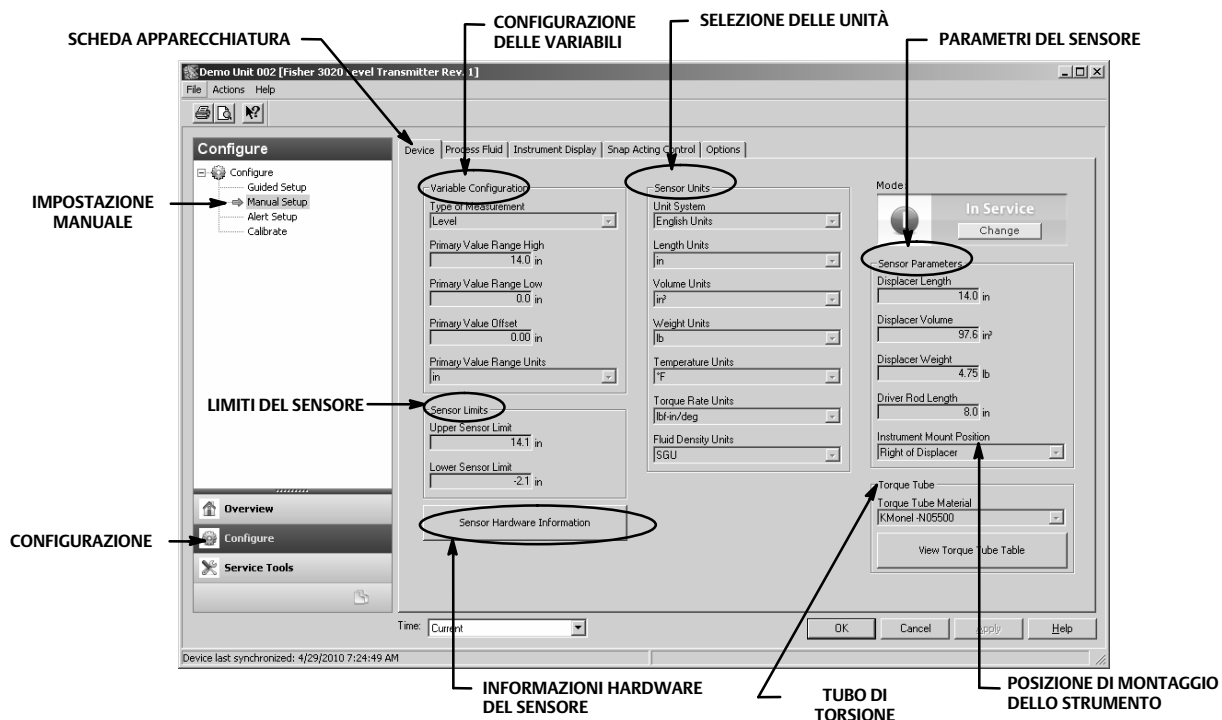 CONFIGURAZIONE
DELLE VARIABILI
SELEZIONE DELLE UNITÀ
SCHEDA APPARECCHIATURA
PARAMETRI DEL SENSORE
Demo Unit 002 [Fisher 3020 Level Transmitter Rev. 1]
File Actions Help
Configure
Configure
Guided Setup
Manual Setup
Alert Setup
Calibrate
IMPOSTAZIONE
MANUALE
Device Process Fluid Instrument Display Snap Acting Control Options
Variable Configuration
Type of Measurement
Level
Primary Value Range High
14.0 in
Primary Value Range Low
0.0 in
Primary Value Offset
0.00 in
Primary Value Range Units
in
LIMITI DEL SENSORE
Sensor Limits
Upper Sensor Limit
14.1 in
Lower Sensor Limit
-2.1 in
Sensor Hardware Information
Sensor Units
Unit System
English Units
Length Units
in
Volume Units
in³
Weight Units
lb
Temperature Units
°F
Torque Rate Units
lbf-in/deg
Fluid Density Units
SGU
Mode:
In Service
Change
Sensor Parameters
Displacer Length
14.0 in
Displacer Volume
97.6 in³
Displacer Weight
4.75 lb
Driver Rod Length
8.0 in
Instrument Mount Position
Right of Displacer
Torque Tube
Torque Tube Material
KMonel -N05500
View Torque Tube Table
Overview
CONFIGURAZIONE
Configure
Service Tools
Time: Current
OK Cancel Apply Help
Device last synchronized: 4/29/2010 7:24:49 AM
INFORMAZIONI HARDWARE
DEL SENSORE
TUBO DI
TORSIONE
POSIZIONE DI MONTAGGIO
DELLO STRUMENTO